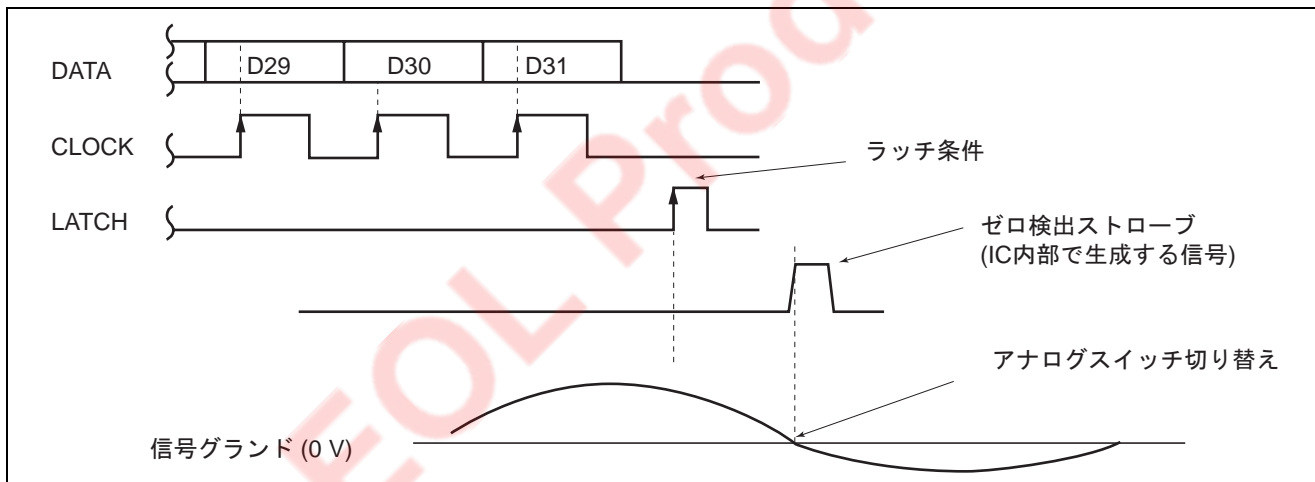 DATA
D29
D30
D31
CLOCK
ラッチ条件
LATCH
ゼロ検出ストローブ
(IC内部で生成する信号)
アナログスイッチ切り替え
信号グランド (0 V)
EOL Prod